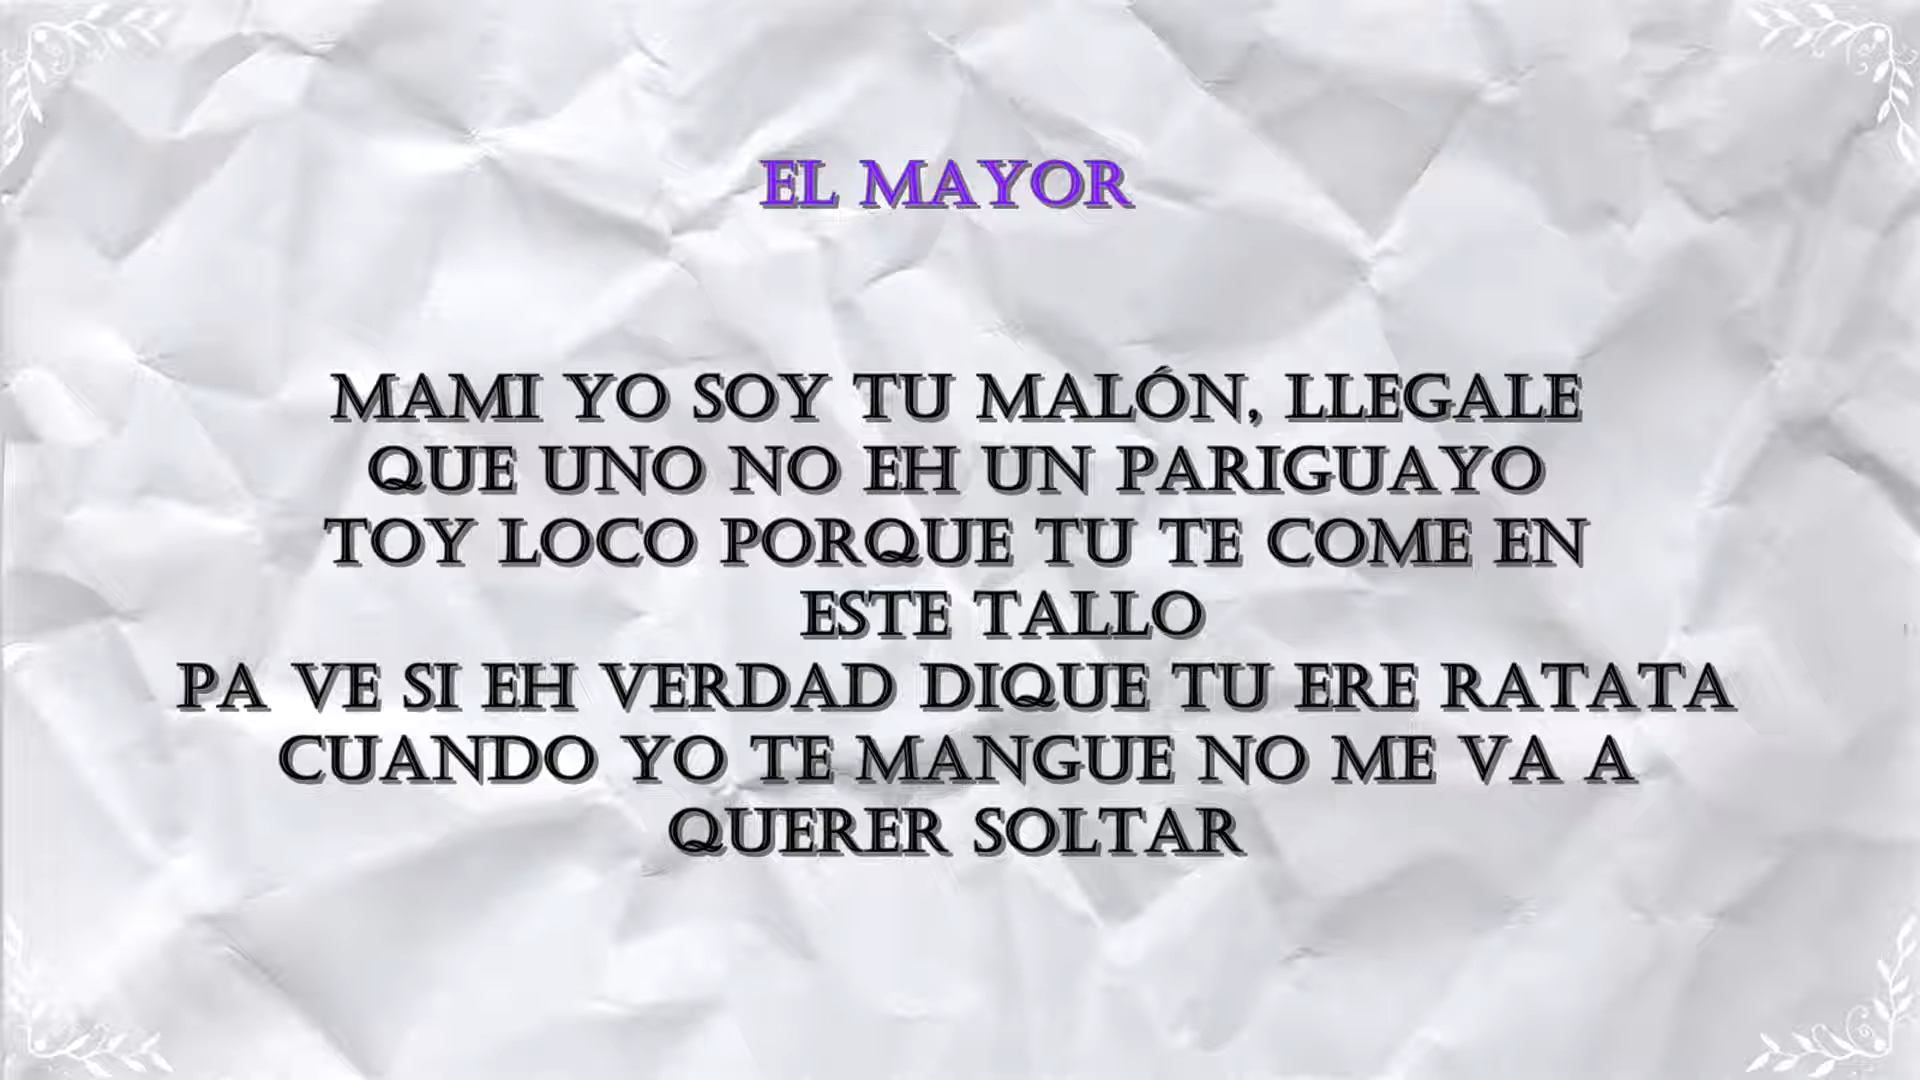 EL MAYOR
MAMI YO SOY TU MALÓN, LLEGALE
QUE UNO NO EH UN PARIGUAYO
TOY LOCO PORQUE TU TE COME EN
ESTE TALLO
PA VE SI EH VERDAD DIQUE TU ERE RATATA
CUANDO YO TE MANGUE NO ME VA A
QUERER SOLTAR